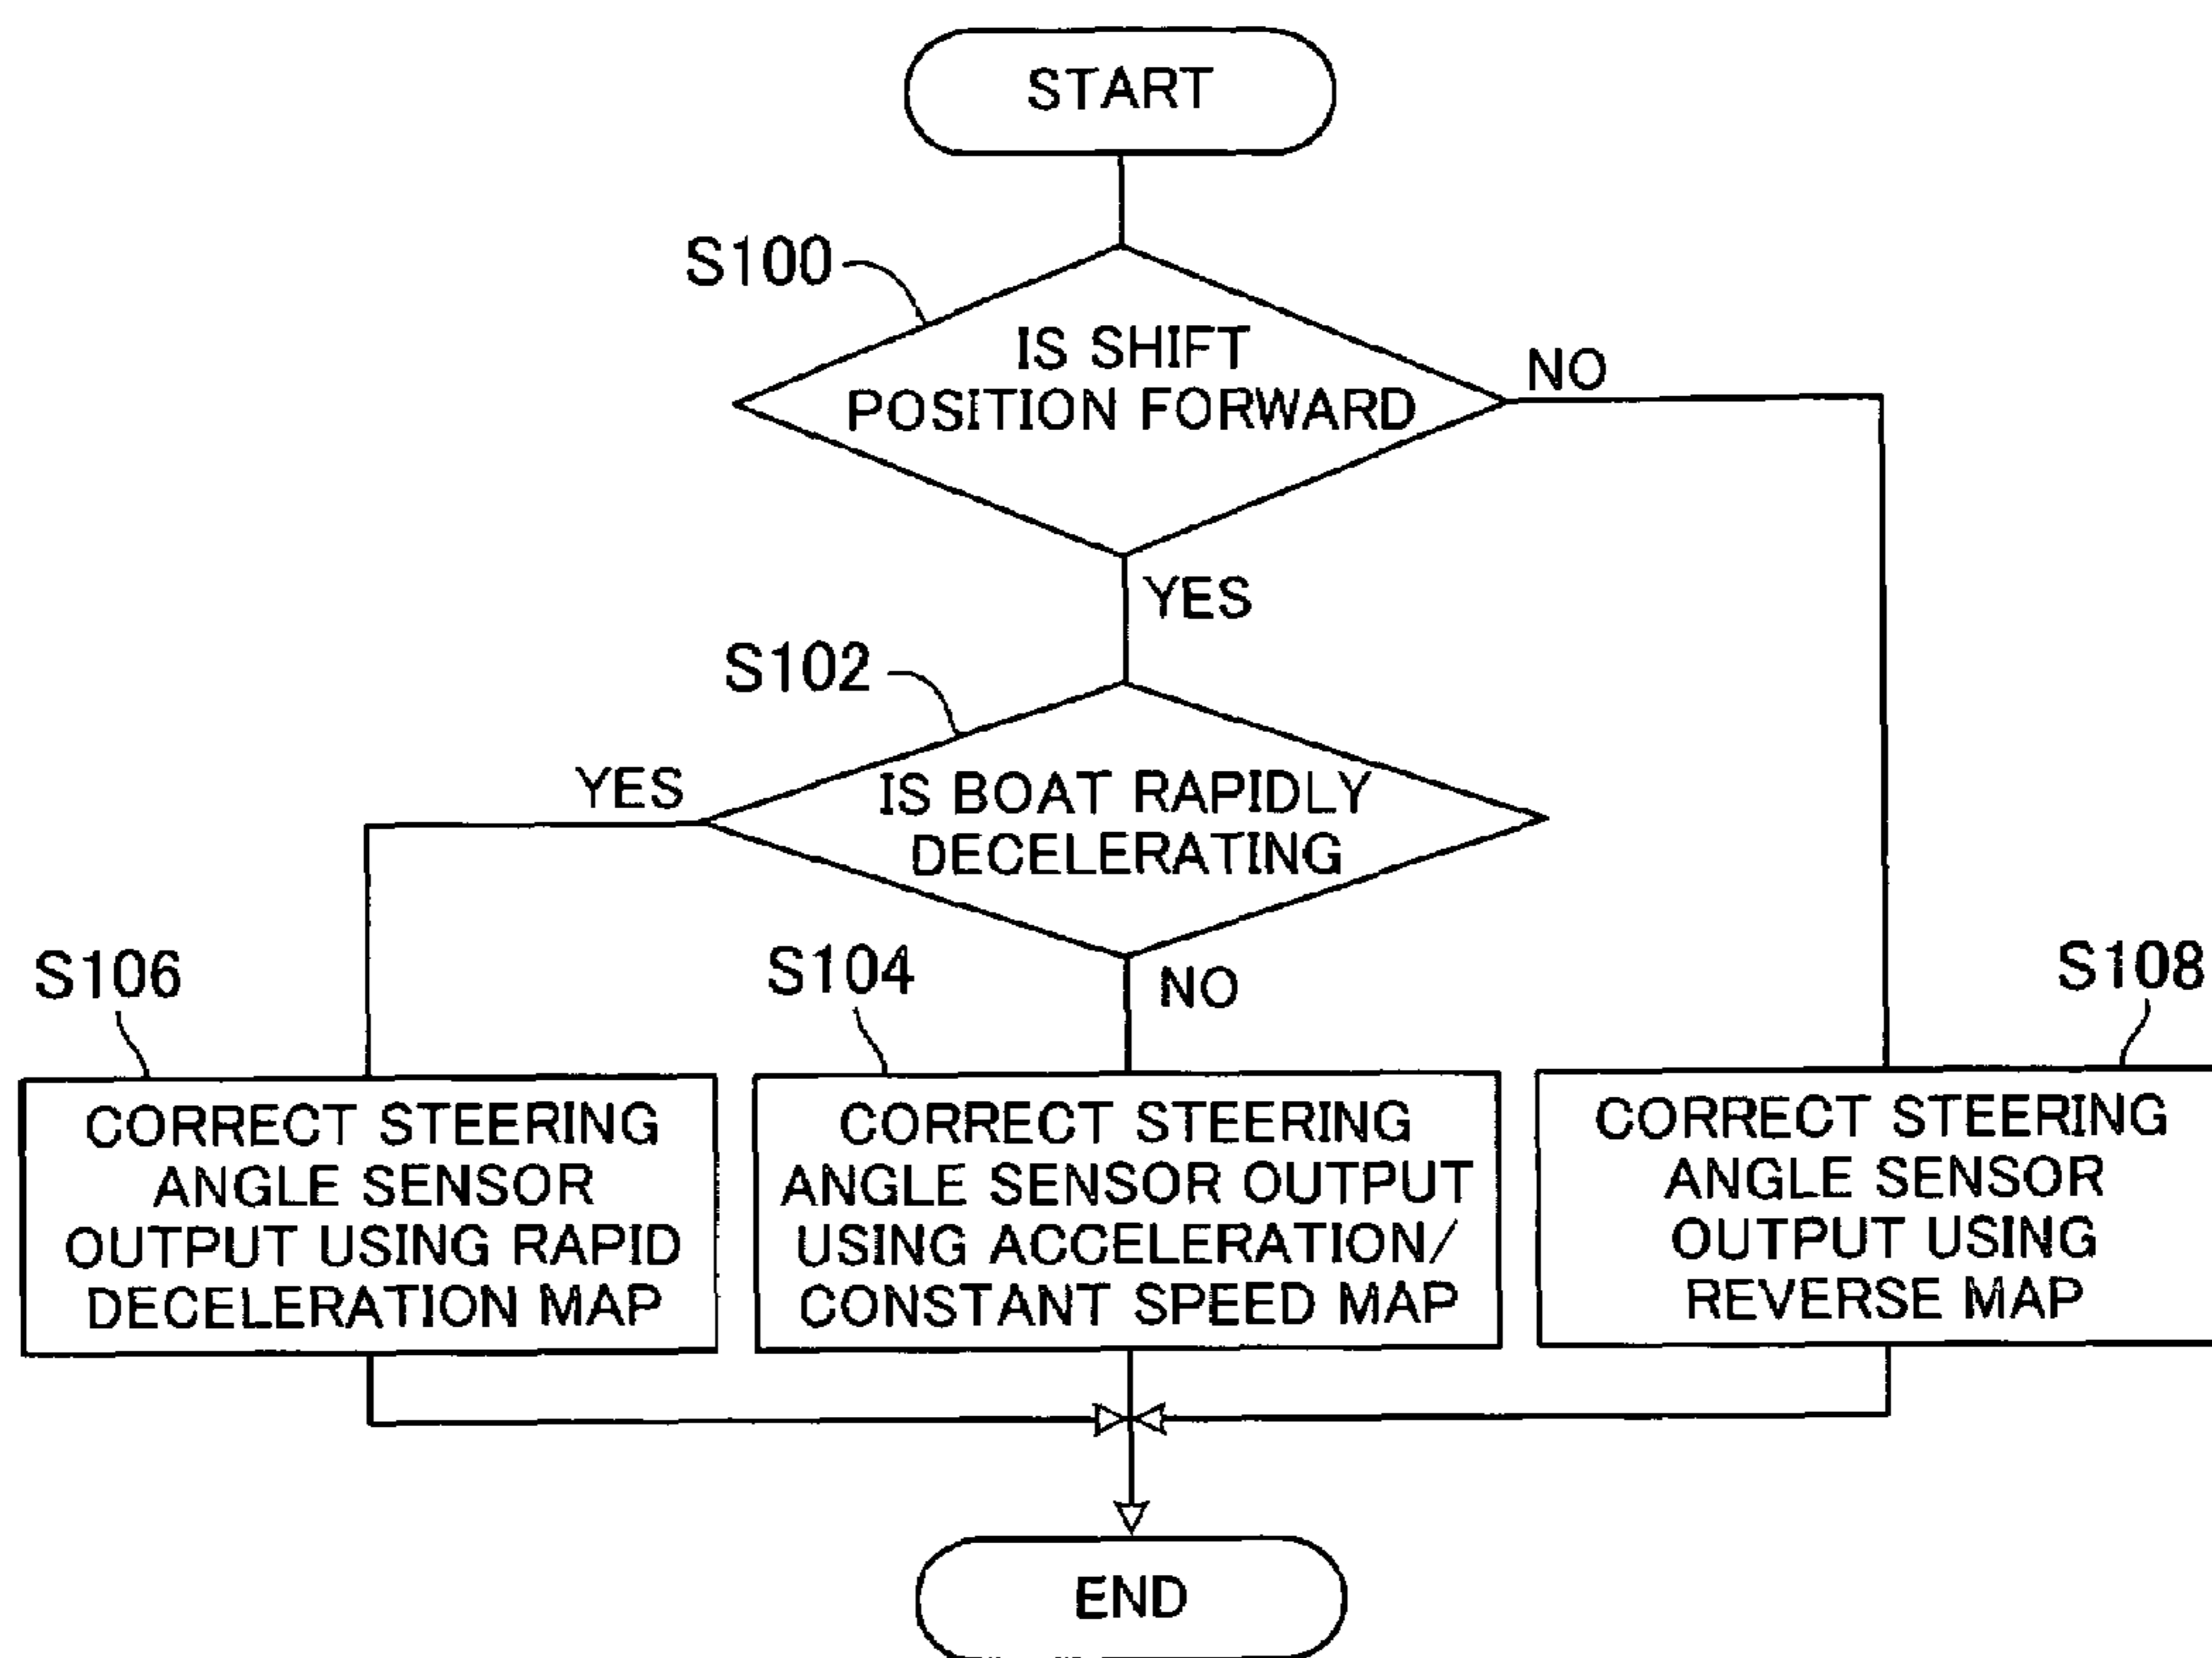 START
S100
IS SHIFT
POSITION FORWARD
NO
YES
S102
IS BOAT RAPIDLY
DECELERATING
YES
NO
S106
CORRECT STEERING
ANGLE SENSOR
OUTPUT USING RAPID
DECELERATION MAP
S104
CORRECT STEERING
ANGLE SENSOR OUTPUT
USING ACCELERATION/
CONSTANT SPEED MAP
S108
CORRECT STEERING
ANGLE SENSOR
OUTPUT USING
REVERSE MAP
END